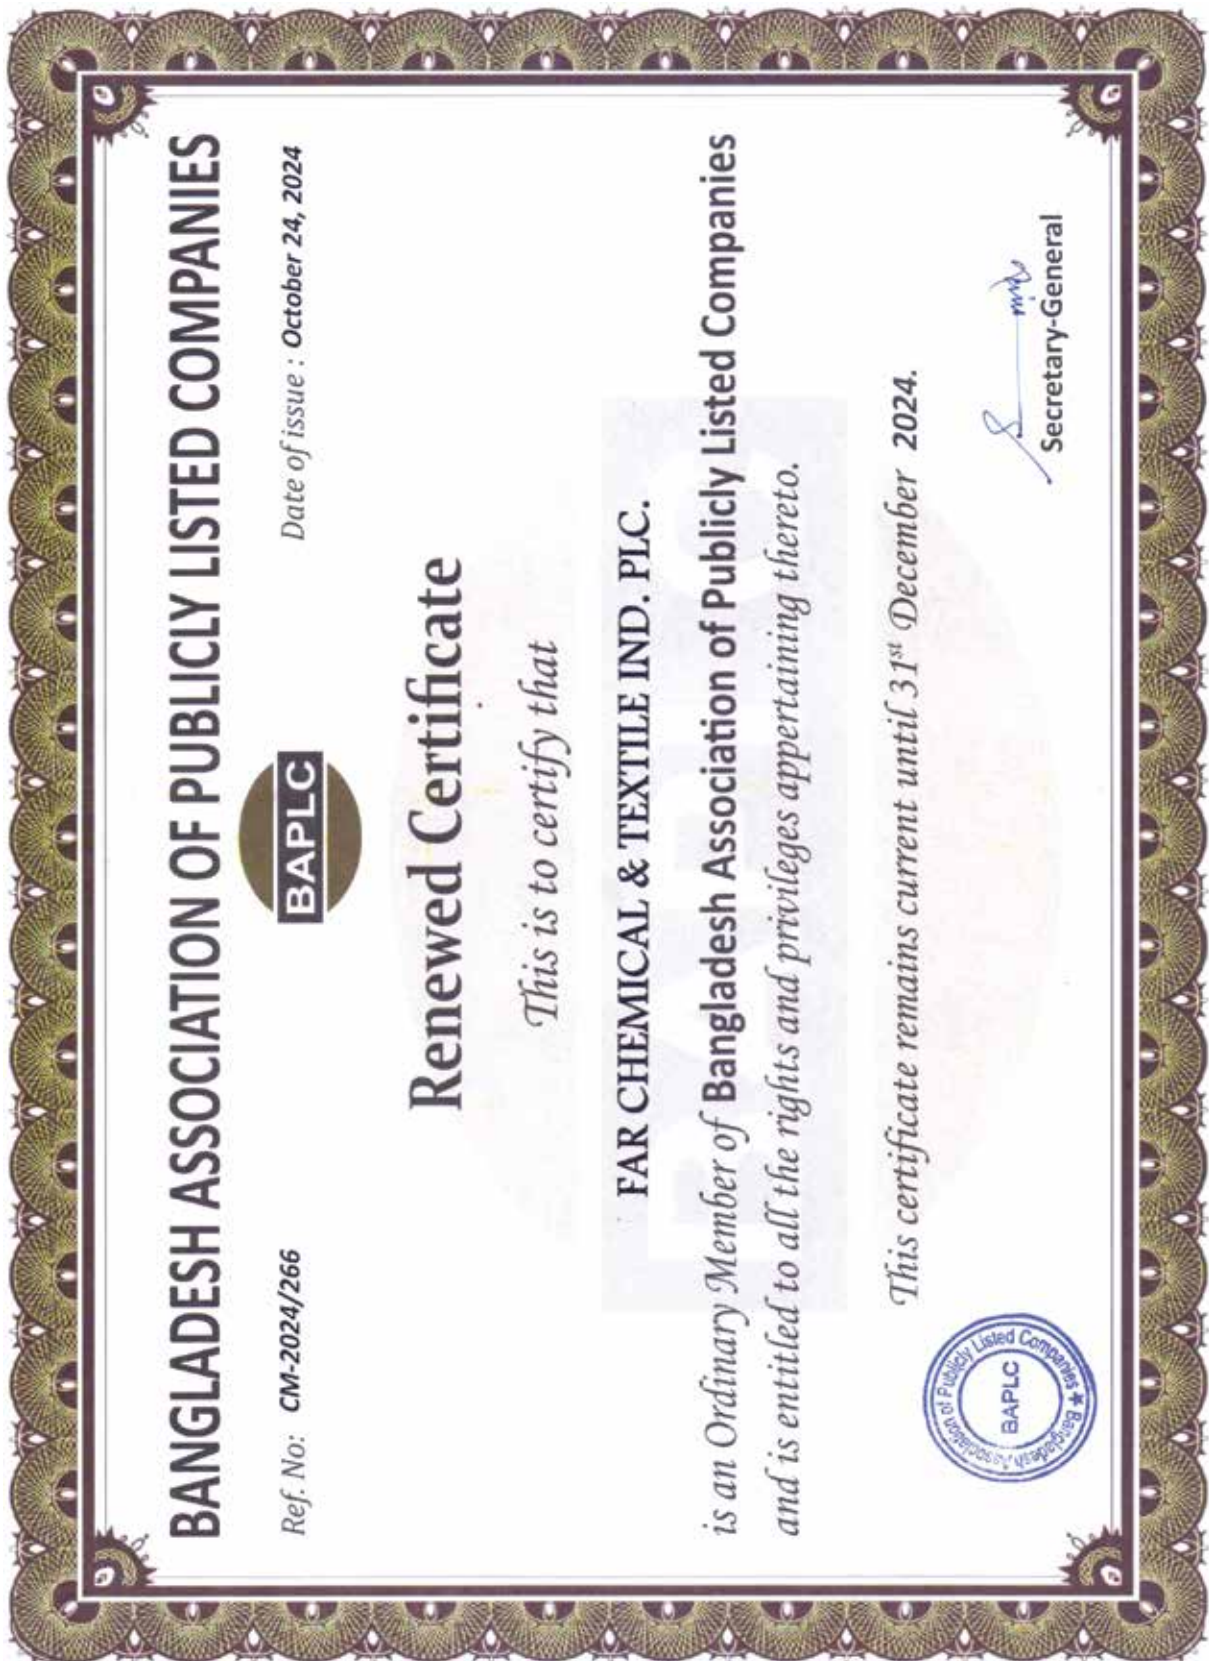 BANGLADESH ASSOCIATION OF PUBLICLY LISTED COMPANIES
Ref. No: CM-2024/266
BAPLC
Date of issue : October 24, 2024
Renewed Certificate
This is to certify that
FAR CHEMICAL & TEXTILE IND. PLC.
is an Ordinary Member of Bangladesh Association of Publicly Listed Companies
and is entitled to all the rights and privileges appertaining thereto.
This certificate remains current until 31st December 2024.
Bangladesh Association of Publicly Listed Companies ★
BAPLC
Secretary-General